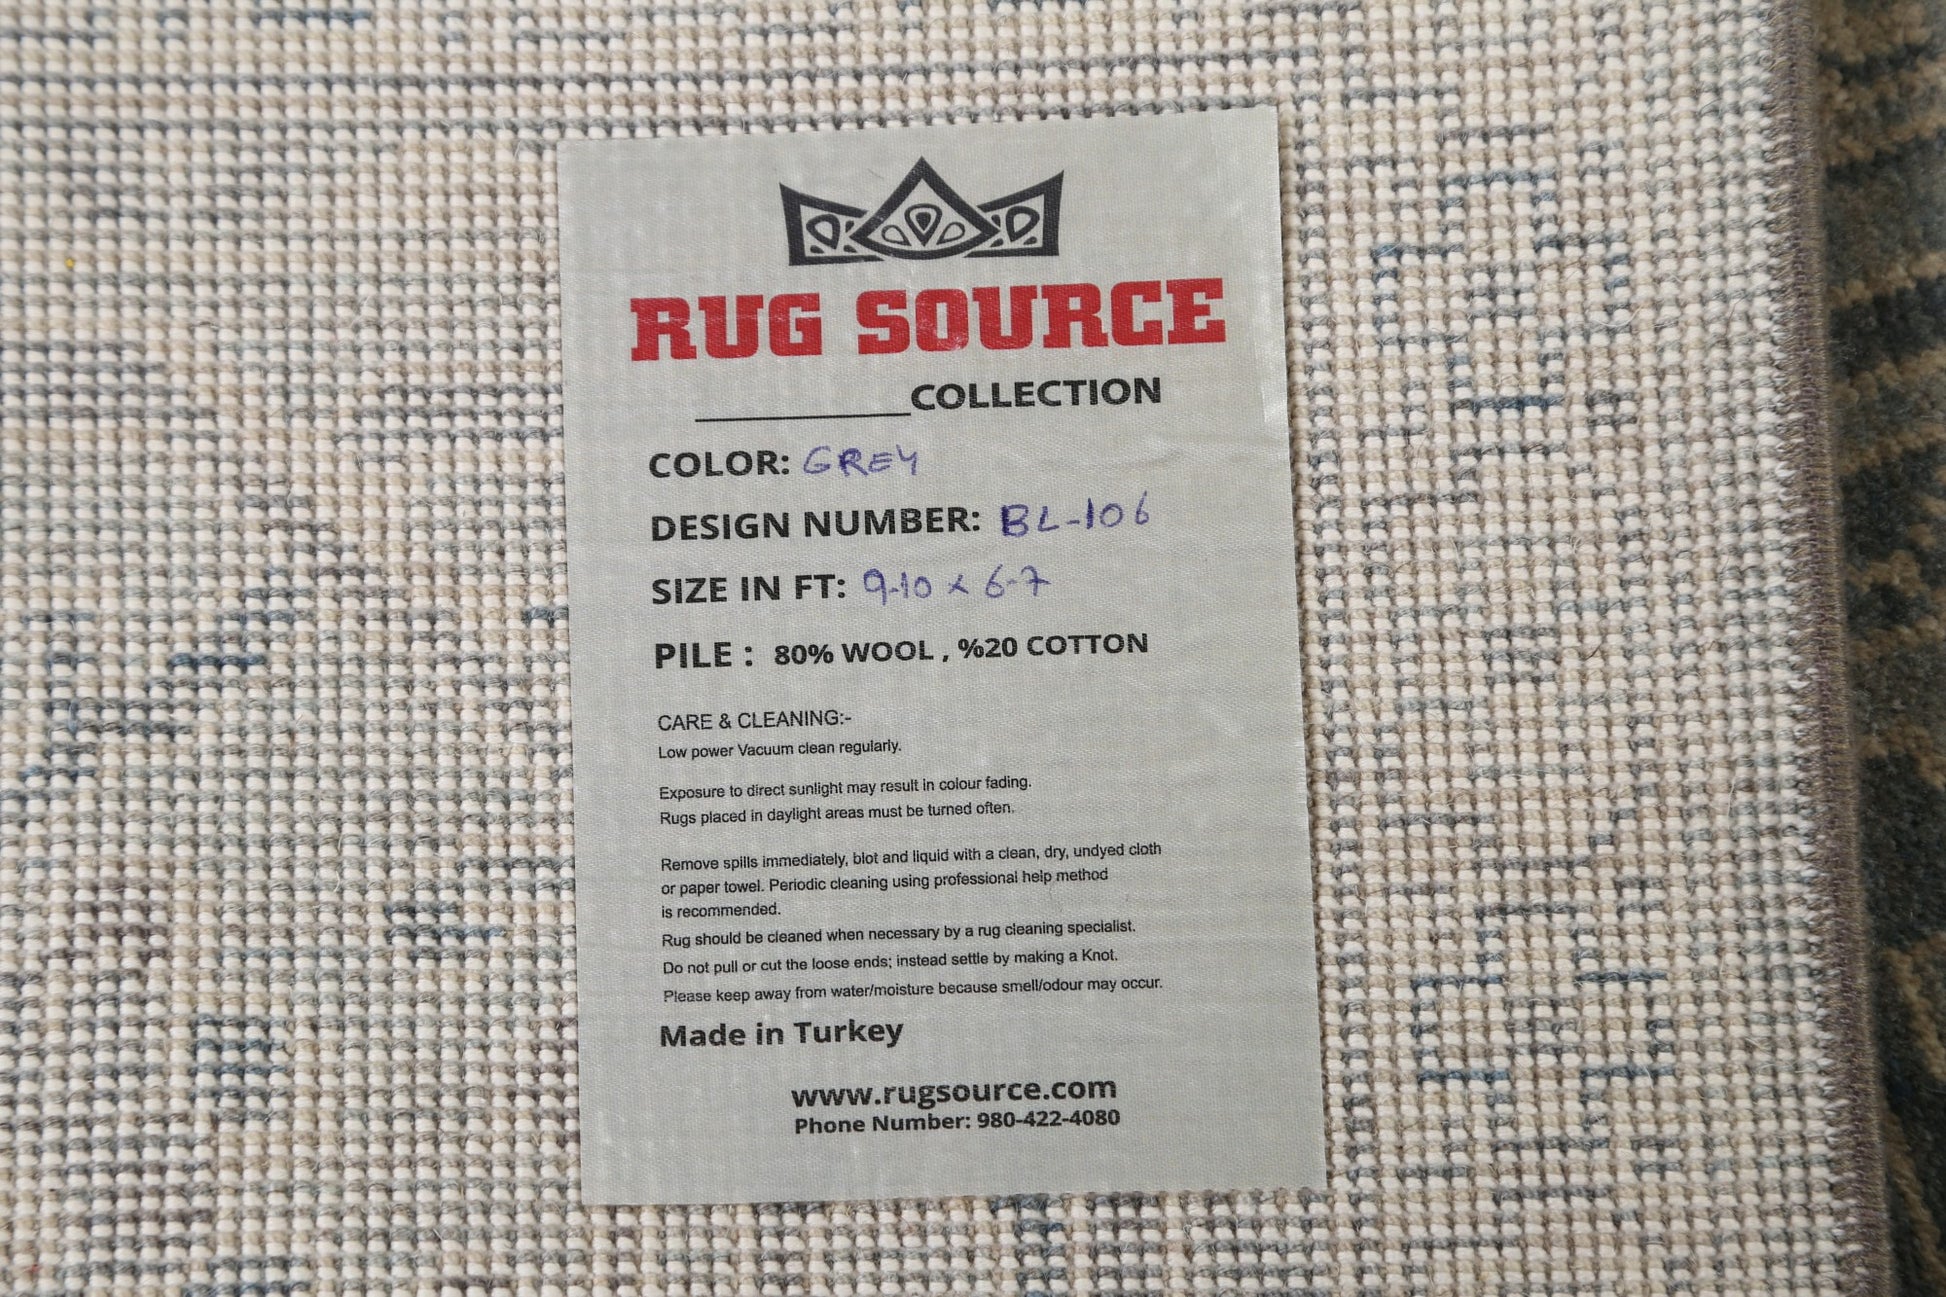 RUG SOURCE
__________COLLECTION
COLOR: GREY
DESIGN NUMBER: BL-106
SIZE IN FT: 9-10 x 6-7
PILE : 80% WOOL , %20 COTTON
CARE & CLEANING:-
Low power Vacuum clean regularly.
Exposure to direct sunlight may result in colour fading.
Rugs placed in daylight areas must be turned often.
Remove spills immediately, blot and liquid with a clean, dry, undyed cloth
or paper towel. Periodic cleaning using professional help method
is recommended.
Rug should be cleaned when necessary by a rug cleaning specialist.
Do not pull or cut the loose ends; instead settle by making a Knot.
Please keep away from water/moisture because smell/odour may occur.
Made in Turkey
www.rugsource.com
Phone Number: 980-422-4080